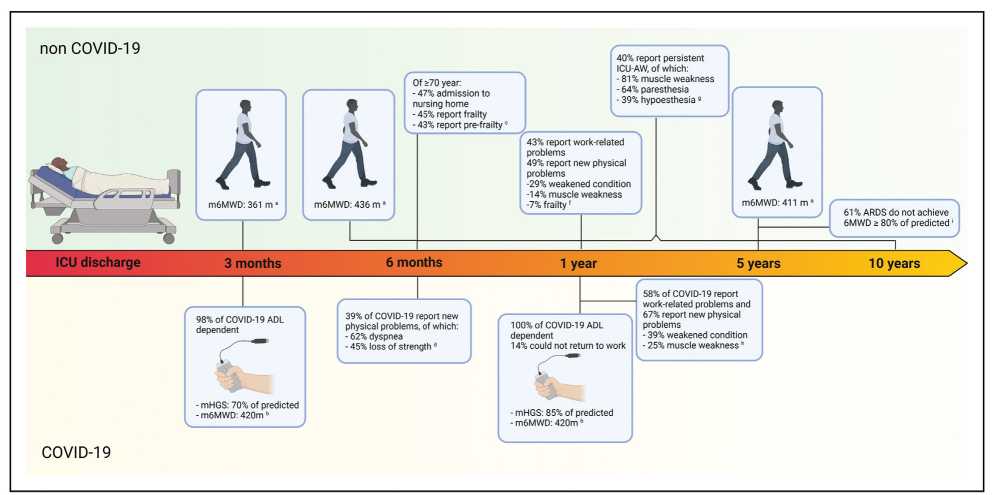 non COVID-19
m6MWD: 361 m a
m6MWD: 436 m a
Of ≥70 year:
- 47% admission to
nursing home
- 45% report frailty
- 43% report pre-frailty c
43% report work-related
problems
49% report new physical
problems
-29% weakened condition
-14% muscle weakness
-7% frailty f
40% report persistent
ICU-AW, of which:
- 81% muscle weakness
- 64% paresthesia
- 39% hypoesthesia g
m6MWD: 411 m a
61% ARDS do not achieve
6MWD ≥ 80% of predicted i
ICU discharge
3 months
6 months
1 year
5 years
10 years
98% of COVID-19 ADL
dependent
- mHGS: 70% of predicted
- m6MWD: 420m b
39% of COVID-19 report new
physical problems, of which:
- 62% dyspnea
- 45% loss of strength d
100% of COVID-19 ADL
dependent
14% could not return to work
- mHGS: 85% of predicted
- m6MWD: 420m b
58% of COVID-19 report
work-related problems and
67% report new physical
problems
- 39% weakened condition
- 25% muscle weakness h
COVID-19